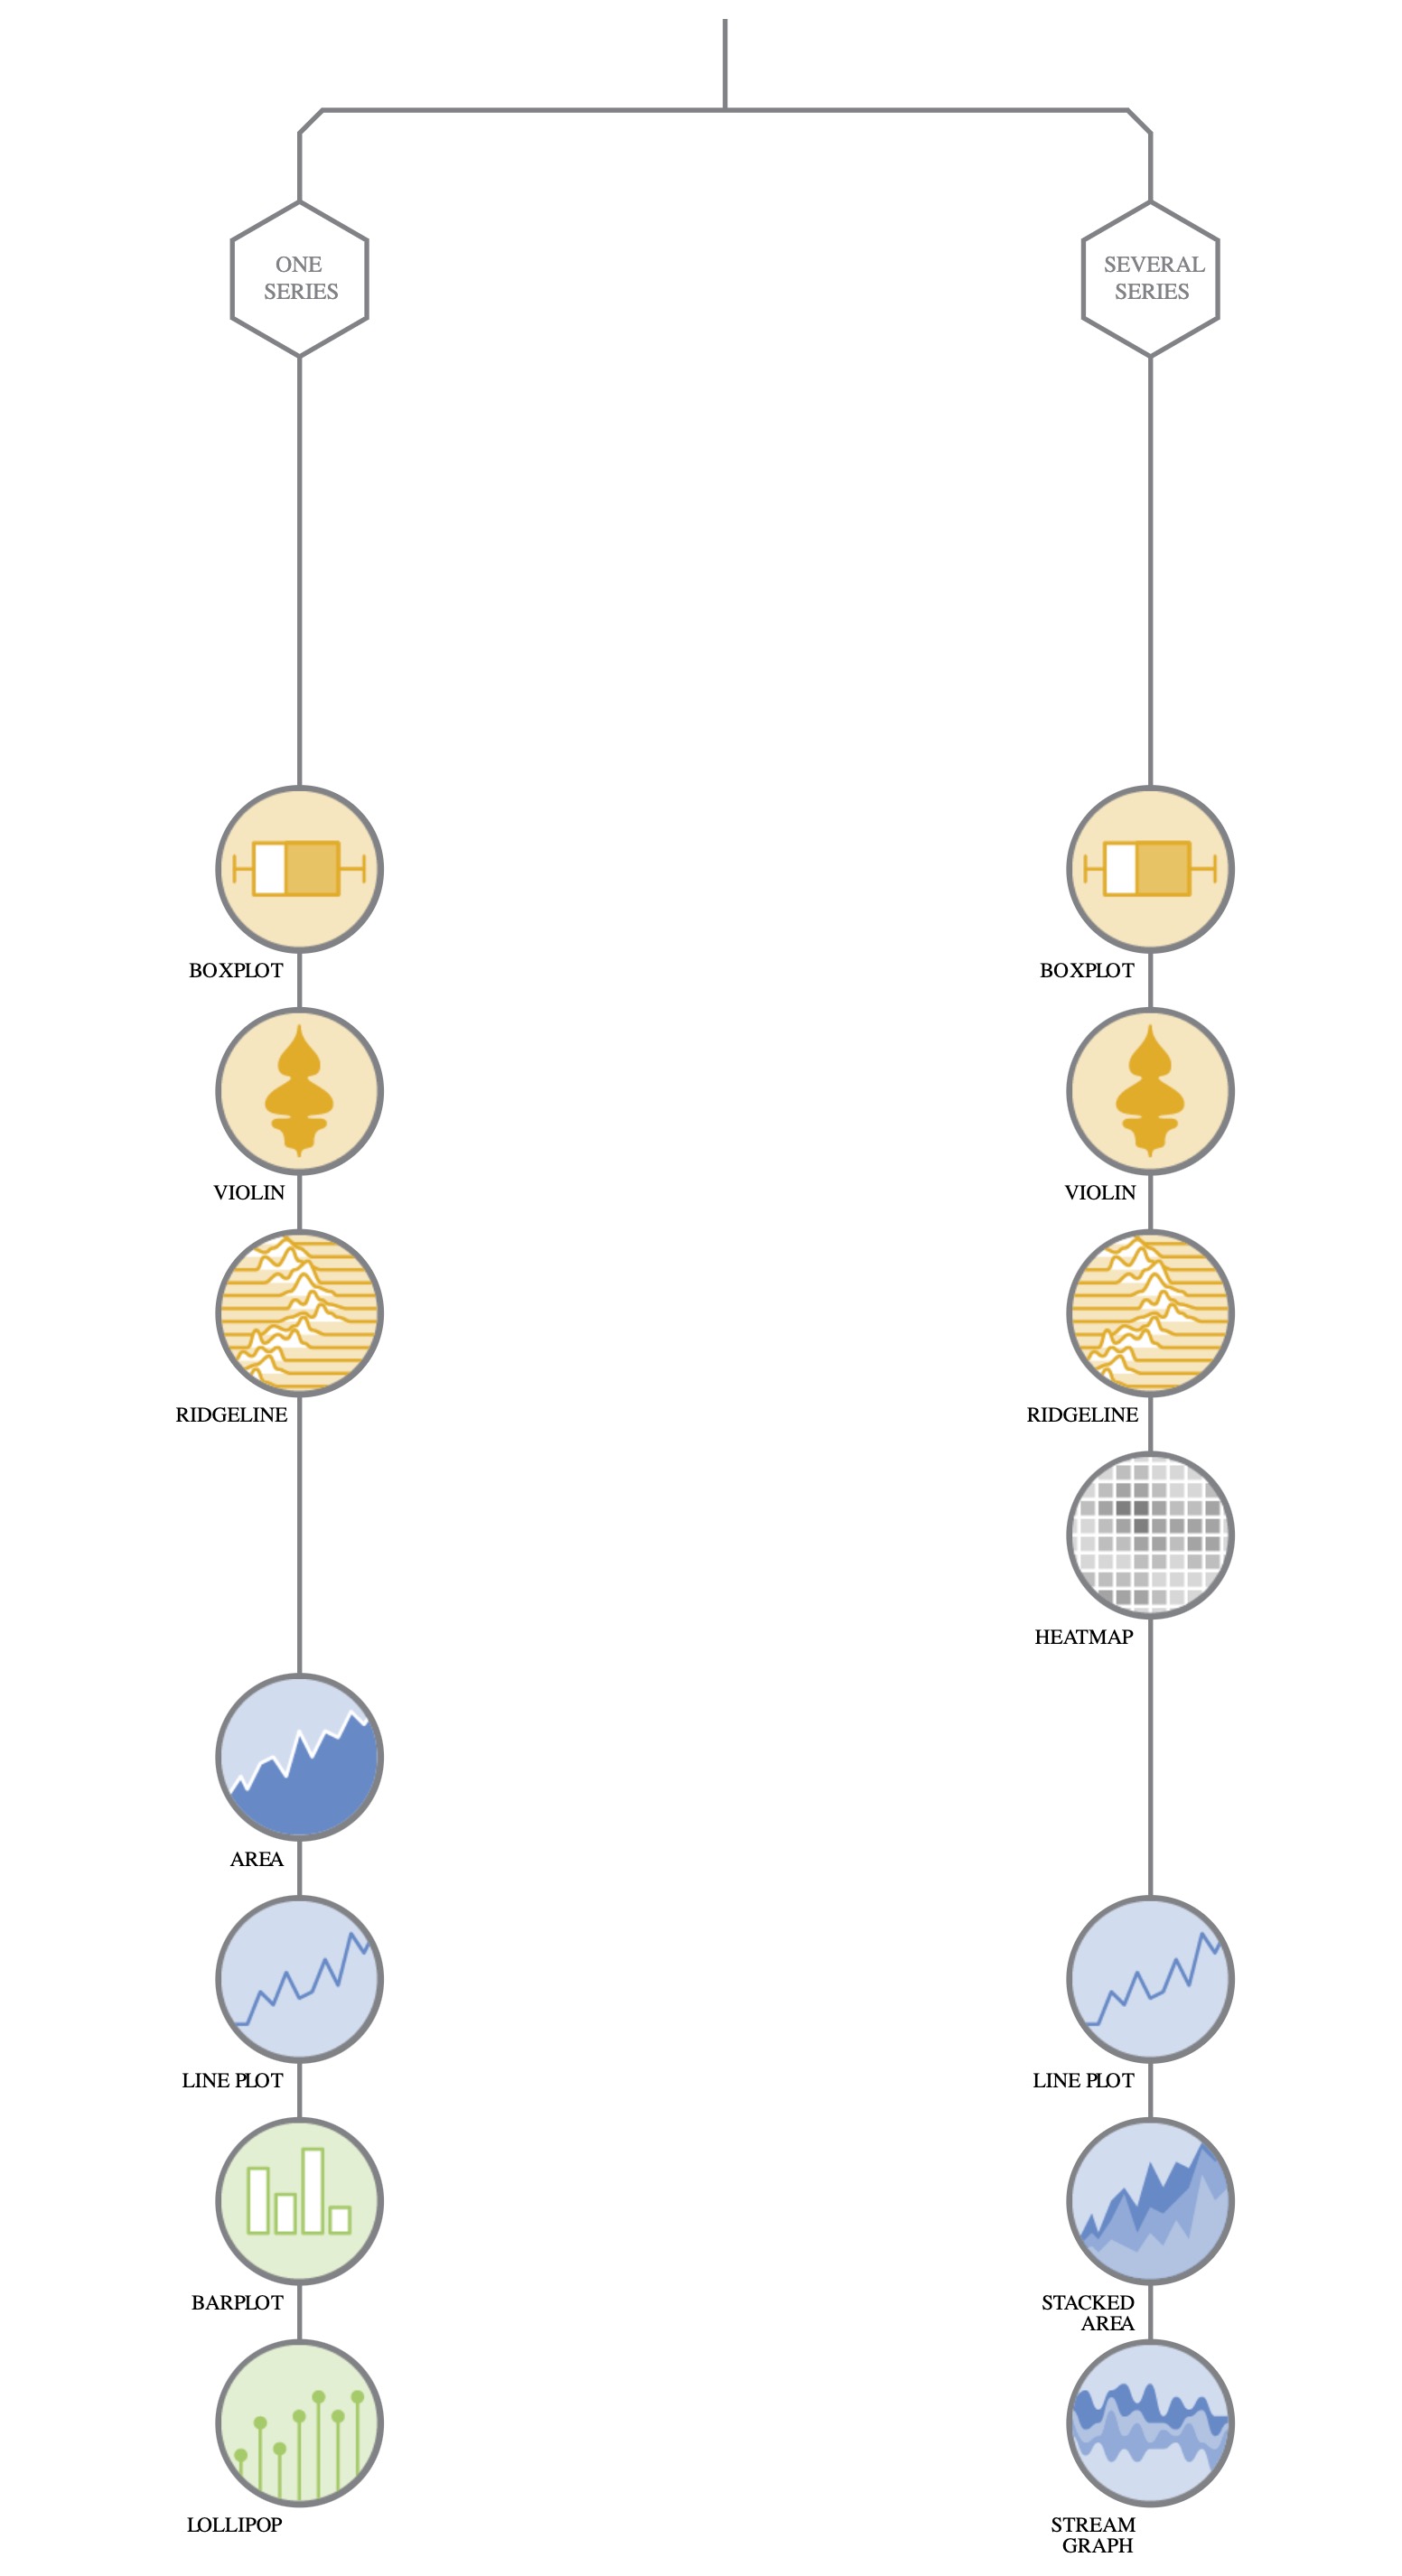 ONE
SERIES
SEVERAL
SERIES
BOXPLOT
VIOLIN
RIDGELINE
AREA
LINE PLOT
BARPLOT
LOLLIPOP
BOXPLOT
VIOLIN
RIDGELINE
HEATMAP
LINE PLOT
STACKED
AREA
STREAM
GRAPH